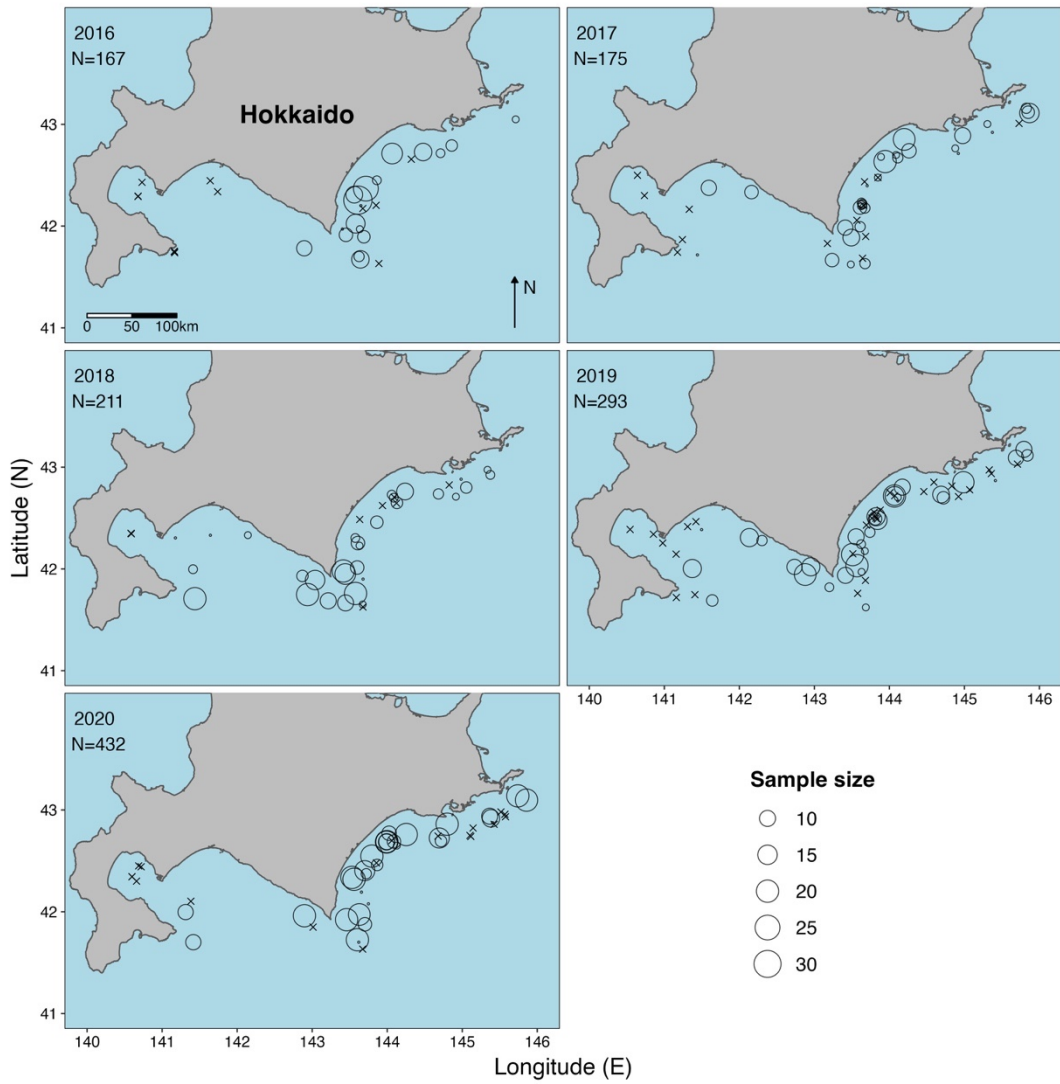 2016
N=167
Hokkaido
43
42
41
0 50 100km
N
2017
N=175
2018
N=211
43
42
41
Latitude (N)
2019
N=293
140 141 142 143 144 145 146
2020
N=432
43
42
41
140 141 142 143 144 145 146
Longitude (E)
Sample size
10
15
20
25
30